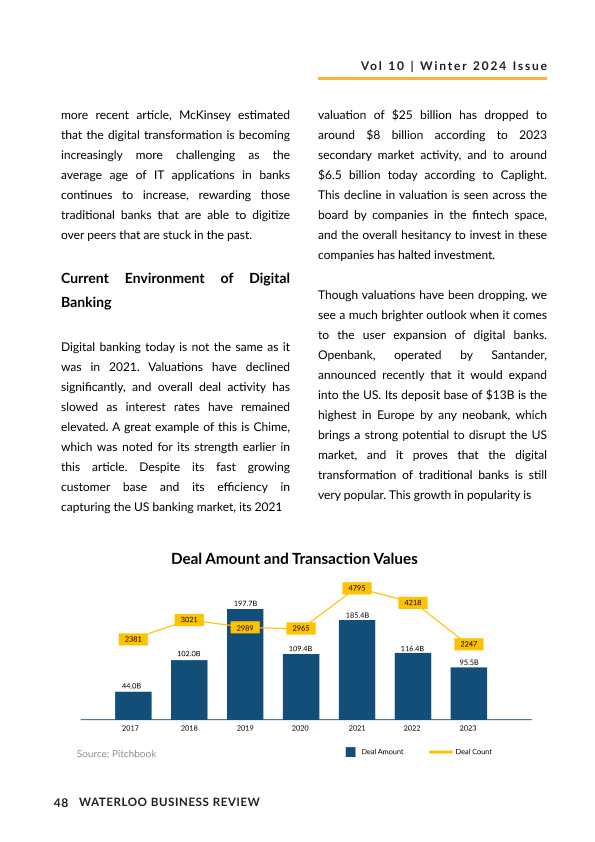 Vol 10 | Winter 2024 Issue
more recent article, McKinsey estimated
that the digital transformation is becoming
increasingly more challenging as the
average age of IT applications in banks
continues to increase, rewarding those
traditional banks that are able to digitize
over peers that are stuck in the past.
Current Environment of Digital
Banking
Digital banking today is not the same as it
was in 2021. Valuations have declined
significantly, and overall deal activity has
slowed as interest rates have remained
elevated. A great example of this is Chime,
which was noted for its strength earlier in
this article. Despite its fast growing
customer base and its efficiency in
capturing the US banking market, its 2021
valuation of $25 billion has dropped to
around $8 billion according to 2023
secondary market activity, and to around
$6.5 billion today according to Caplight.
This decline in valuation is seen across the
board by companies in the fintech space,
and the overall hesitancy to invest in these
companies has halted investment.
Though valuations have been dropping, we
see a much brighter outlook when it comes
to the user expansion of digital banks.
Openbank, operated by Santander,
announced recently that it would expand
into the US. Its deposit base of $13B is the
highest in Europe by any neobank, which
brings a strong potential to disrupt the US
market, and it proves that the digital
transformation of traditional banks is still
very popular. This growth in popularity is
Deal Amount and Transaction Values
4795
197.7B
4218
3021
185.4B
2989
2965
2381
2247
102.0B
109.4B
116.4B
95.5B
44.0B
2017 2018 2019 2020 2021 2022 2023
Source: Pitchbook
Deal Amount Deal Count
48 WATERLOO BUSINESS REVIEW